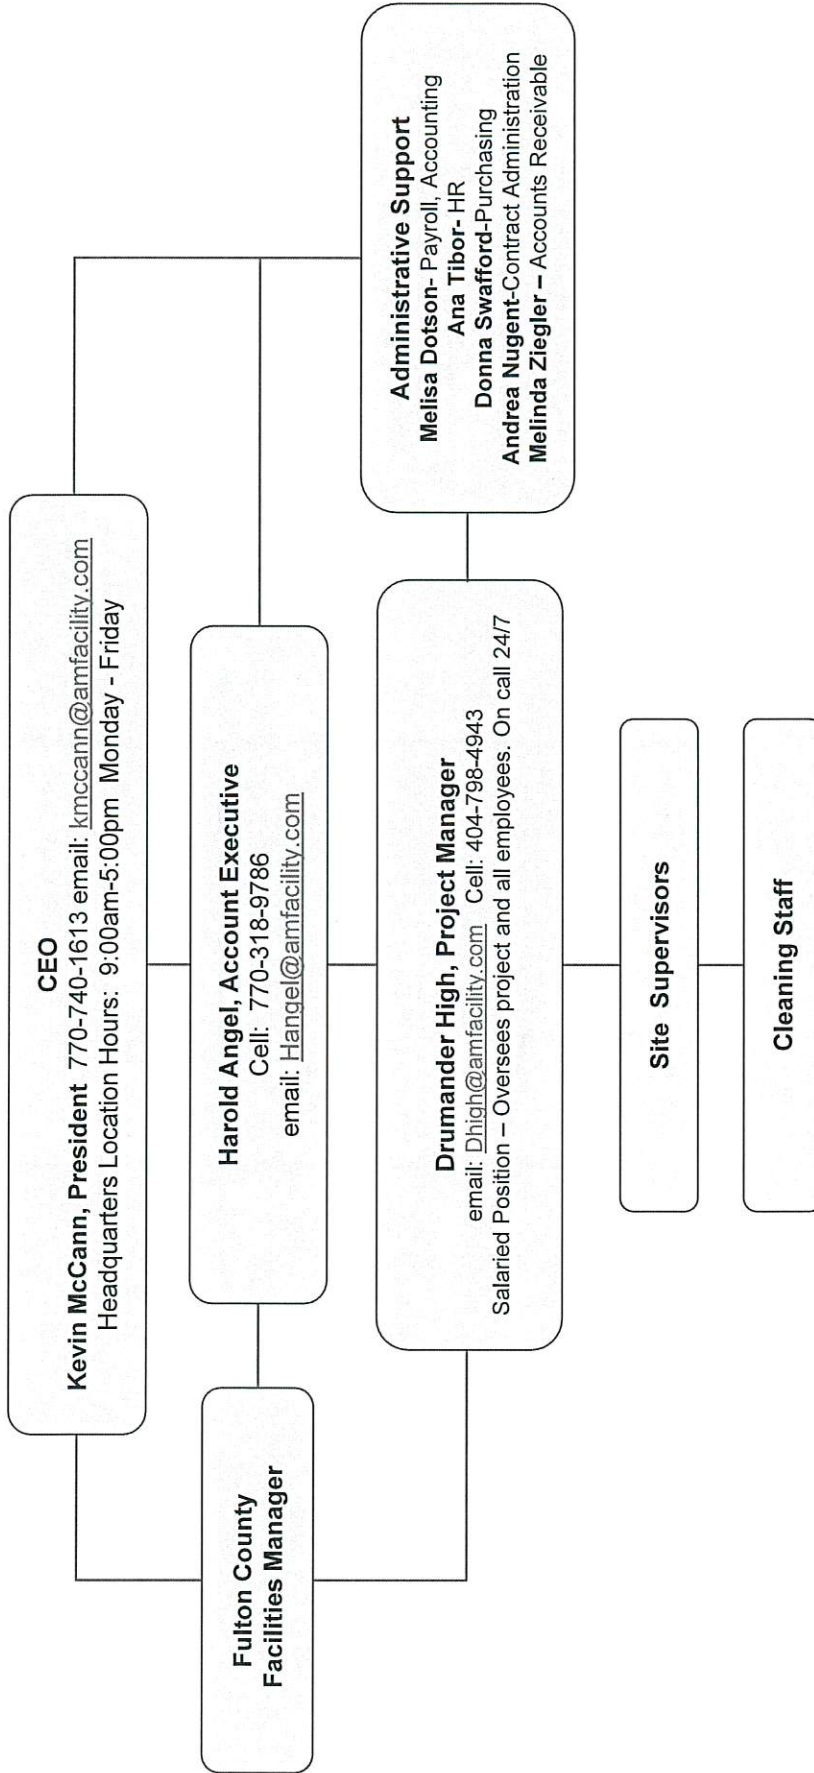 CEO
Kevin McCann, President 770-740-1613 email: kmccann@amfacility.com
Headquarters Location Hours: 9:00am-5:00pm Monday - Friday
Fulton County
Facilities Manager
Harold Angel, Account Executive
Cell: 770-318-9786
email: Hangel@amfacility.com
Drumander High, Project Manager
email: Dhigh@amfacility.com Cell: 404-798-4943
Salaried Position – Oversees project and all employees. On call 24/7
Administrative Support
Melisa Dotson- Payroll, Accounting
Ana Tibor- HR
Donna Swafford-Purchasing
Andrea Nugent-Contract Administration
Melinda Ziegler – Accounts Receivable
Site Supervisors
Cleaning Staff